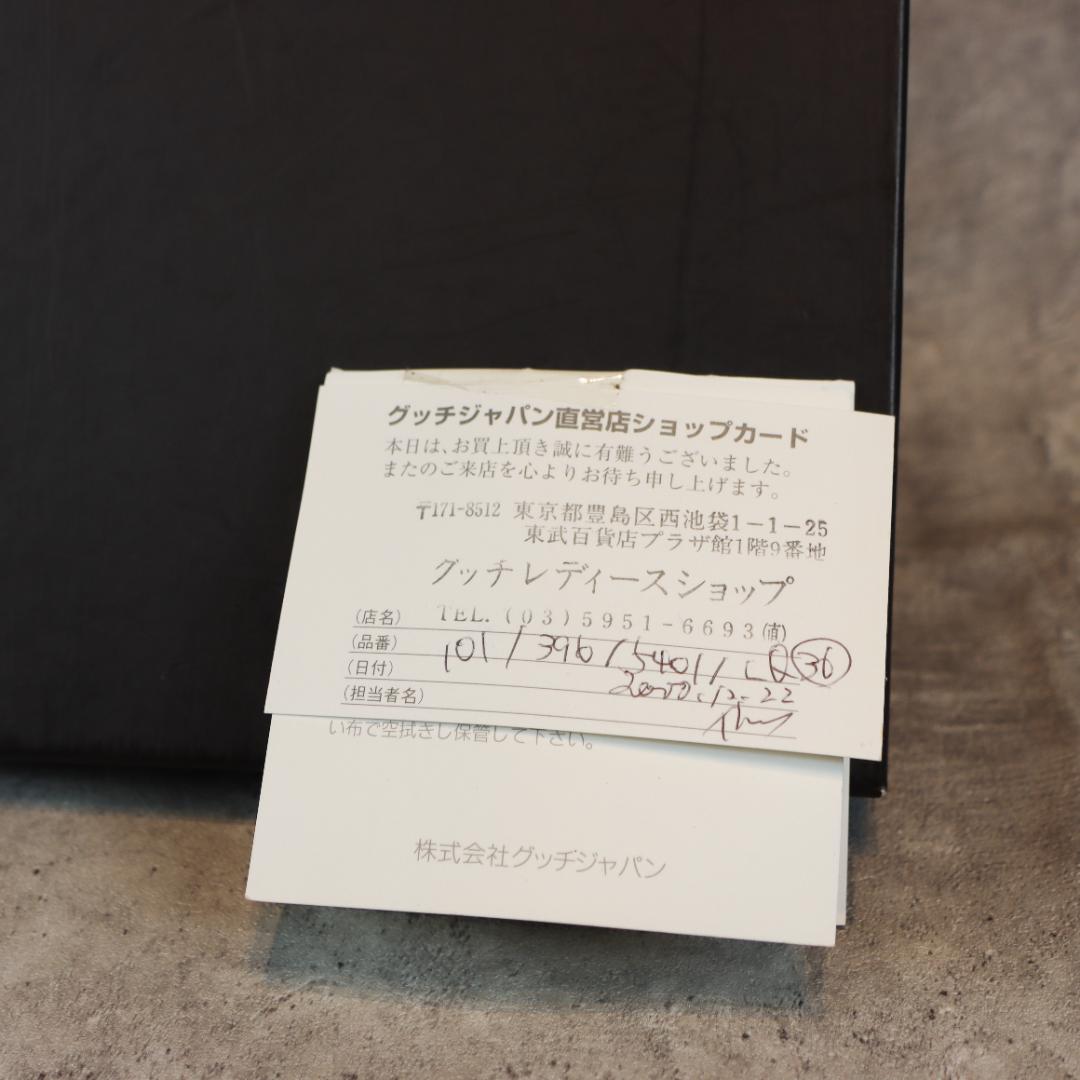 グッチジャパン直営店ショップカード
本日は、お買上頂き誠に有難うございました。
またのご来店を心よりお待ち申し上げます。
〒171-8512 東京都豊島区西池袋1-1-25
東武百貨店プラザ館1階9番地
グッチレディースショップ
(店名) TEL.(03)5951-6693(直)
(品番) 101/396/5401/L
(日付) 2000.12.22
(担当者名)
い布で空拭きし保管して下さい。
株式会社グッヂジャパン